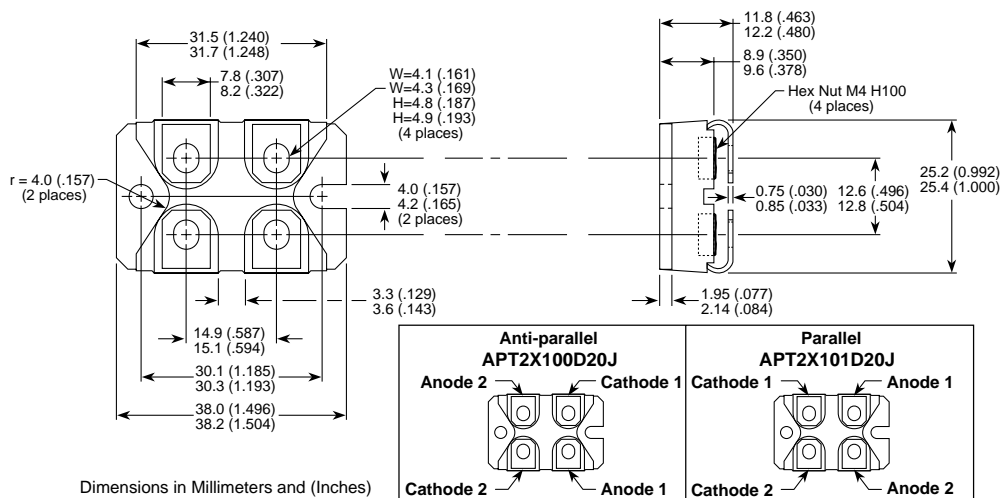 31.5 (1.240)
31.7 (1.248)
7.8 (.307)
8.2 (.322)
W=4.1 (.161)
W=4.3 (.169)
H=4.8 (.187)
H=4.9 (.193)
(4 places)
r = 4.0 (.157)
(2 places)
4.0 (.157)
4.2 (.165)
(2 places)
3.3 (.129)
3.6 (.143)
14.9 (.587)
15.1 (.594)
30.1 (1.185)
30.3 (1.193)
38.0 (1.496)
38.2 (1.504)
11.8 (.463)
12.2 (.480)
8.9 (.350)
9.6 (.378)
Hex Nut M4 H100
(4 places)
0.75 (.030)
0.85 (.033)
12.6 (.496)
12.8 (.504)
25.2 (0.992)
25.4 (1.000)
1.95 (.077)
2.14 (.084)
Anti-parallel
APT2X100D20J
Anode 2
Cathode 1
Cathode 2
Anode 1
Parallel
APT2X101D20J
Cathode 1
Anode 1
Cathode 2
Anode 2
Dimensions in Millimeters and (Inches)